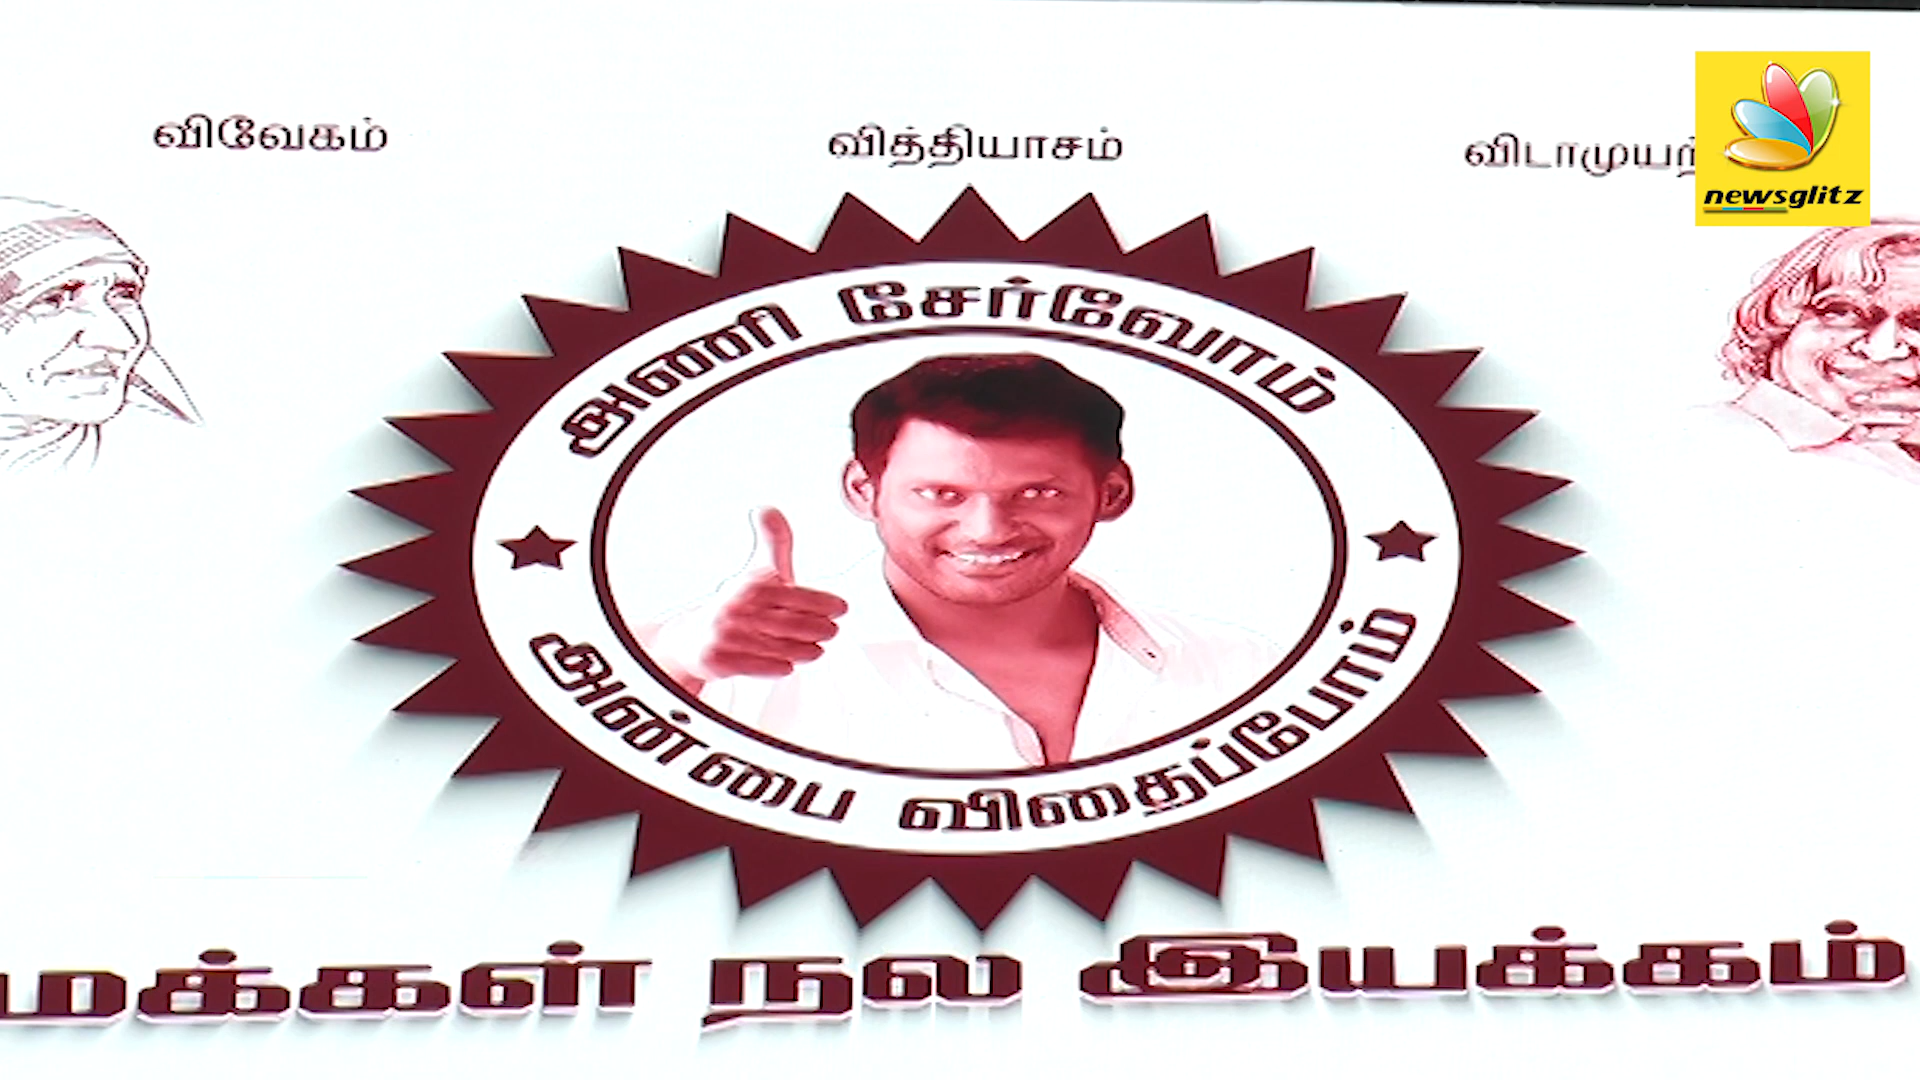 விவேகம்
வித்தியாசம்
newsglitz
அணி சேர்வோம்
அன்பை விதைப்போம்
மக்கள் நல இயக்கம்